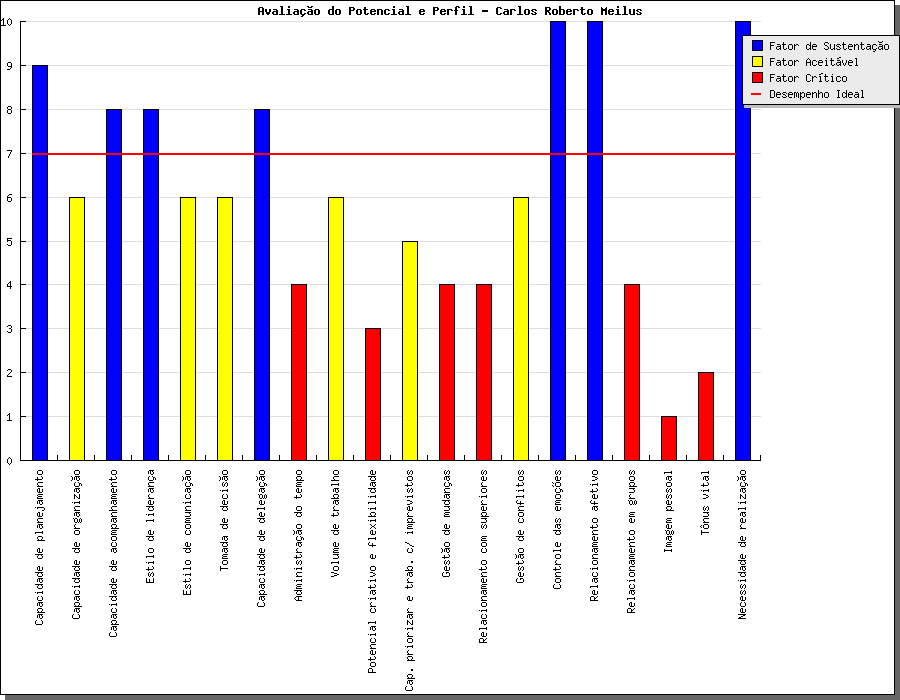 Avaliação do Potencial e Perfil - Carlos Roberto Meilus
10
9
8
7
6
5
4
3
2
1
0
Fator de Sustentação
Fator Aceitável
Fator Crítico
Desempenho Ideal
Capacidade de planejamento
Capacidade de organização
Capacidade de acompanhamento
Estilo de liderança
Estilo de comunicação
Tomada de decisão
Capacidade de delegação
Administração do tempo
Volume de trabalho
Potencial criativo e flexibilidade
Cap. priorizar e trab. c/ imprevistos
Gestão de mudanças
Relacionamento com superiores
Gestão de conflitos
Controle das emoções
Relacionamento afetivo
Relacionamento em grupos
Imagem pessoal
Tônus vital
Necessidade de realização